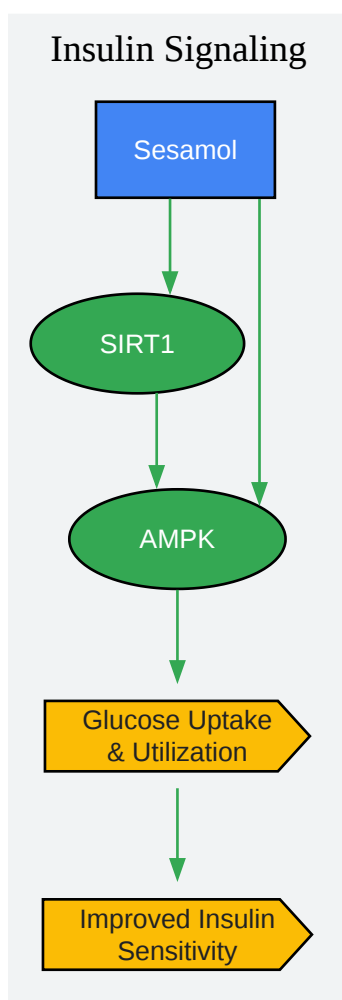 Insulin Signaling
Sesamol
SIRT1
AMPK
Glucose Uptake
& Utilization
Improved Insulin
Sensitivity